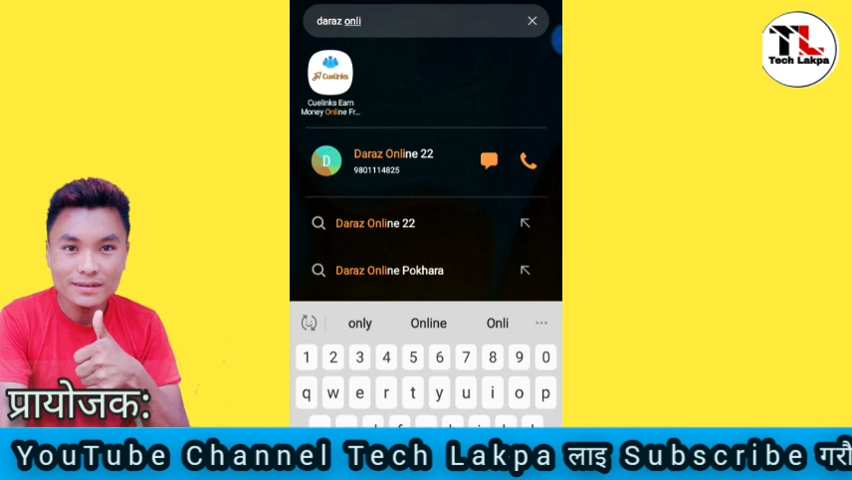 daraz onli
TL
Tech Lakpa
Cuelinks
Cuelinks Earn
Money Online Fr...
D
Daraz Online 22
9801114825
Daraz Online 22
Daraz Online Pokhara
only Online Onli
1 2 3 4 5 6 7 8 9 0
q w e r t y u i o p
प्रायोजक:
YouTube Channel Tech Lakpa लाइ Subscribe गरौ